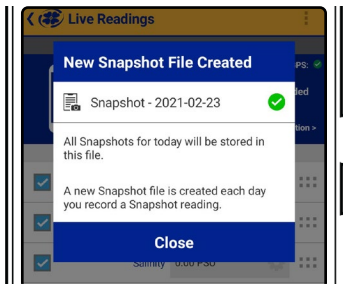 Live Readings
PS:
New Snapshot File Created
Snapshot - 2021-02-23
All Snapshots for today will be stored in
this file.
A new Snapshot file is created each day
you record a Snapshot reading.
Close
Salinity 0.00 PSU